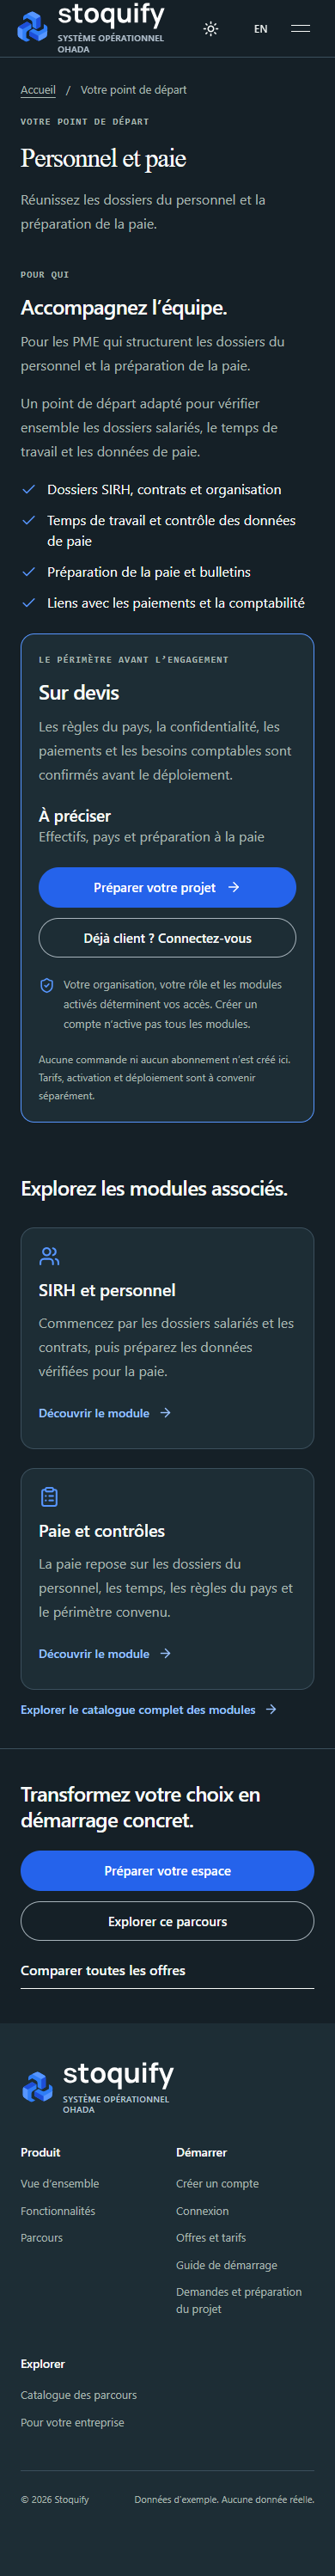 stoquify
SYSTÈME OPÉRATIONNEL
OHADA
EN
Accueil / Votre point de départ
VOTRE POINT DE DÉPART
Personnel et paie
Réunissez les dossiers du personnel et la
préparation de la paie.
POUR QUI
Accompagnez l’équipe.
Pour les PME qui structurent les dossiers du
personnel et la préparation de la paie.
Un point de départ adapté pour vérifier
ensemble les dossiers salariés, le temps de
travail et les données de paie.
Dossiers SIRH, contrats et organisation
Temps de travail et contrôle des données
de paie
Préparation de la paie et bulletins
Liens avec les paiements et la comptabilité
LE PÉRIMÈTRE AVANT L’ENGAGEMENT
Sur devis
Les règles du pays, la confidentialité, les
paiements et les besoins comptables sont
confirmés avant le déploiement.
À préciser
Effectifs, pays et préparation à la paie
Préparer votre projet
Déjà client ? Connectez-vous
Votre organisation, votre rôle et les modules
activés déterminent vos accès. Créer un
compte n’active pas tous les modules.
Aucune commande ni aucun abonnement n’est créé ici.
Tarifs, activation et déploiement sont à convenir
séparément.
Explorez les modules associés.
SIRH et personnel
Commencez par les dossiers salariés et les
contrats, puis préparez les données
vérifiées pour la paie.
Découvrir le module
Paie et contrôles
La paie repose sur les dossiers du
personnel, les temps, les règles du pays et
le périmètre convenu.
Découvrir le module
Explorer le catalogue complet des modules
Transformez votre choix en
démarrage concret.
Préparer votre espace
Explorer ce parcours
Comparer toutes les offres
stoquify
SYSTÈME OPÉRATIONNEL
OHADA
Produit
Vue d’ensemble
Fonctionnalités
Parcours
Démarrer
Créer un compte
Connexion
Offres et tarifs
Guide de démarrage
Demandes et préparation
du projet
Explorer
Catalogue des parcours
Pour votre entreprise
© 2026 Stoquify
Données d’exemple. Aucune donnée réelle.